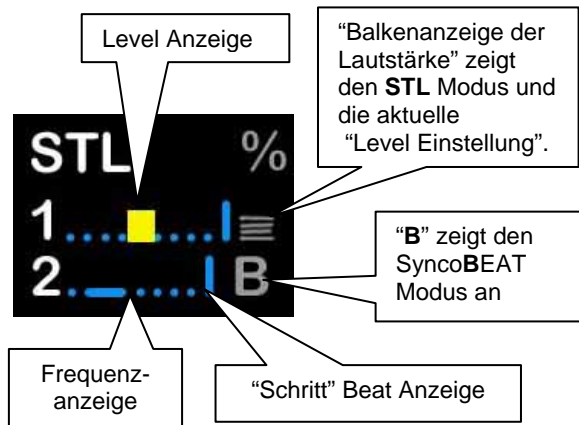 Level Anzeige
“Balkenanzeige der
Lautstärke” zeigt
den STL Modus und
die aktuelle
“Level Einstellung”.
STL %
1
2 B
“B” zeigt den
SyncoBEAT
Modus an
Frequenz-
anzeige
“Schritt” Beat Anzeige